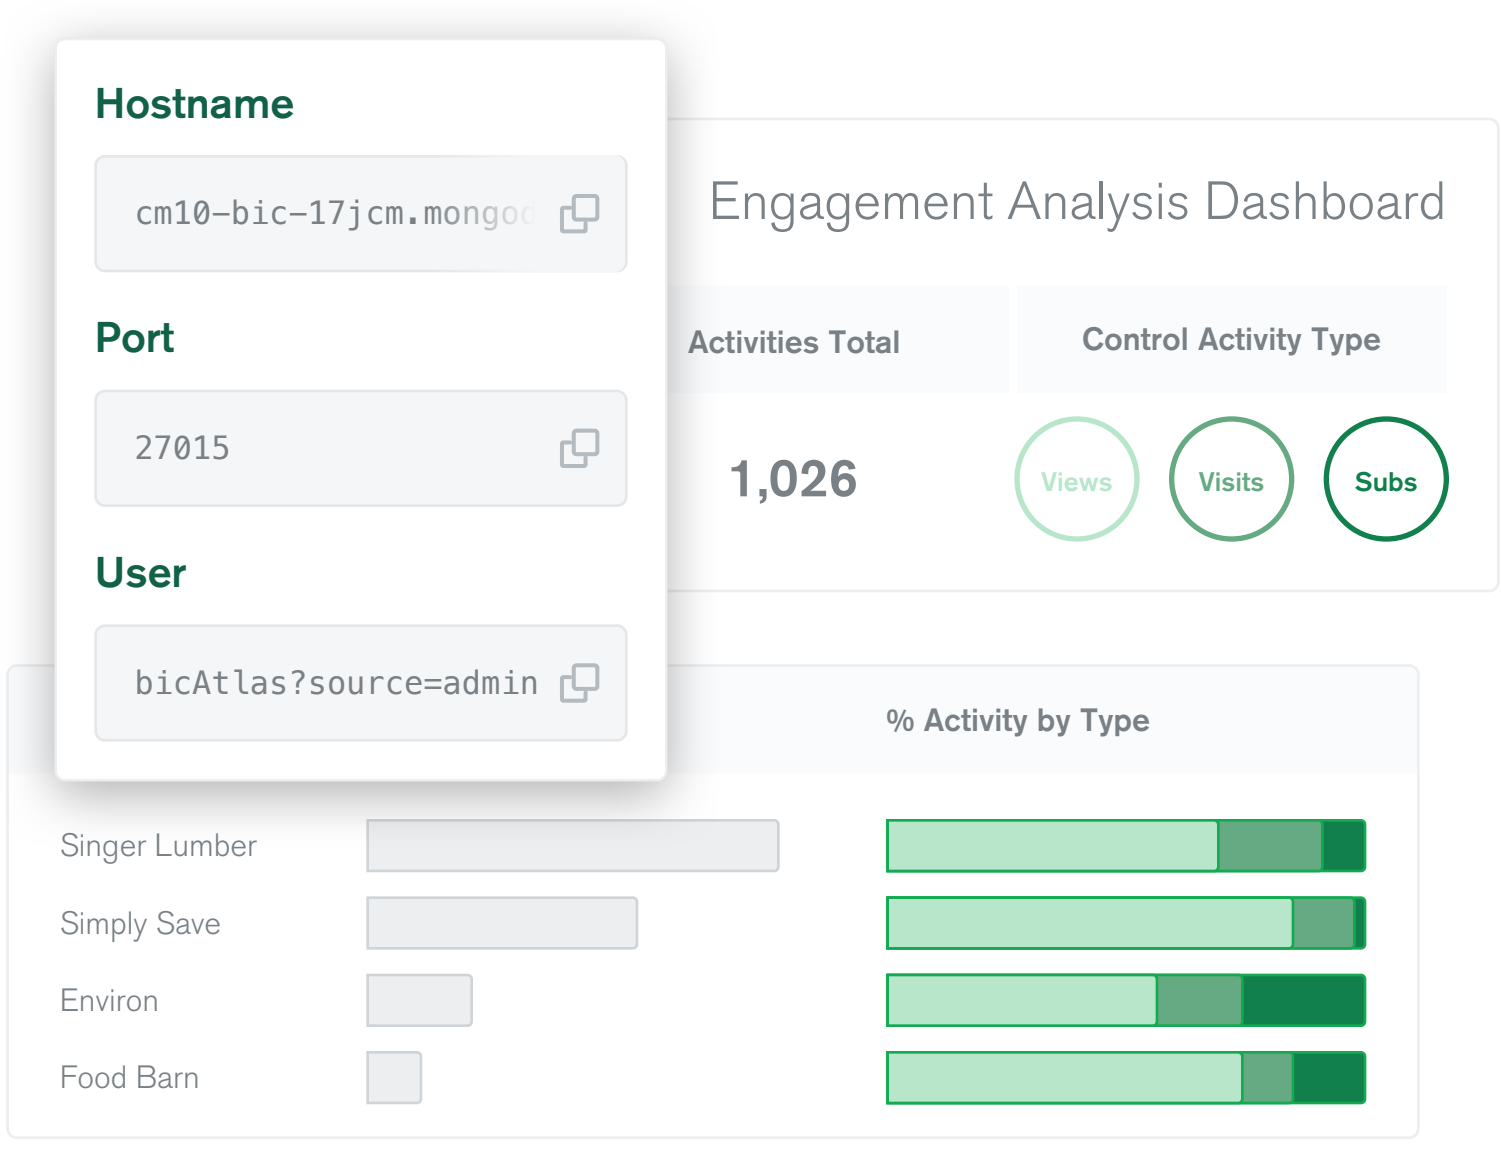 Hostname
cm10-bic-17jcm.mongod
Port
27015
User
bicAtlas?source=admin
Engagement Analysis Dashboard
Activities Total
Control Activity Type
1,026
Views
Visits
Subs
% Activity by Type
Singer Lumber
Simply Save
Environ
Food Barn